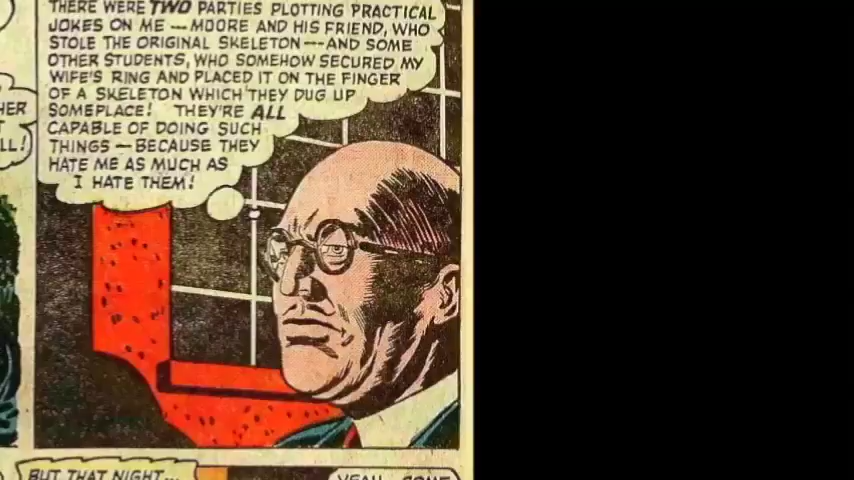 THERE WERE TWO PARTIES PLOTTING PRACTICAL
JOKES ON ME — MOORE AND HIS FRIEND, WHO
STOLE THE ORIGINAL SKELETON -- AND SOME
OTHER STUDENTS, WHO SOMEHOW SECURED MY
WIFE'S RING AND PLACED IT ON THE FINGER
OF A SKELETON WHICH THEY DUG UP
SOMEPLACE! THEY'RE ALL
CAPABLE OF DOING SUCH
THINGS — BECAUSE THEY
HATE ME AS MUCH AS
I HATE THEM!
BUT THAT NIGHT...